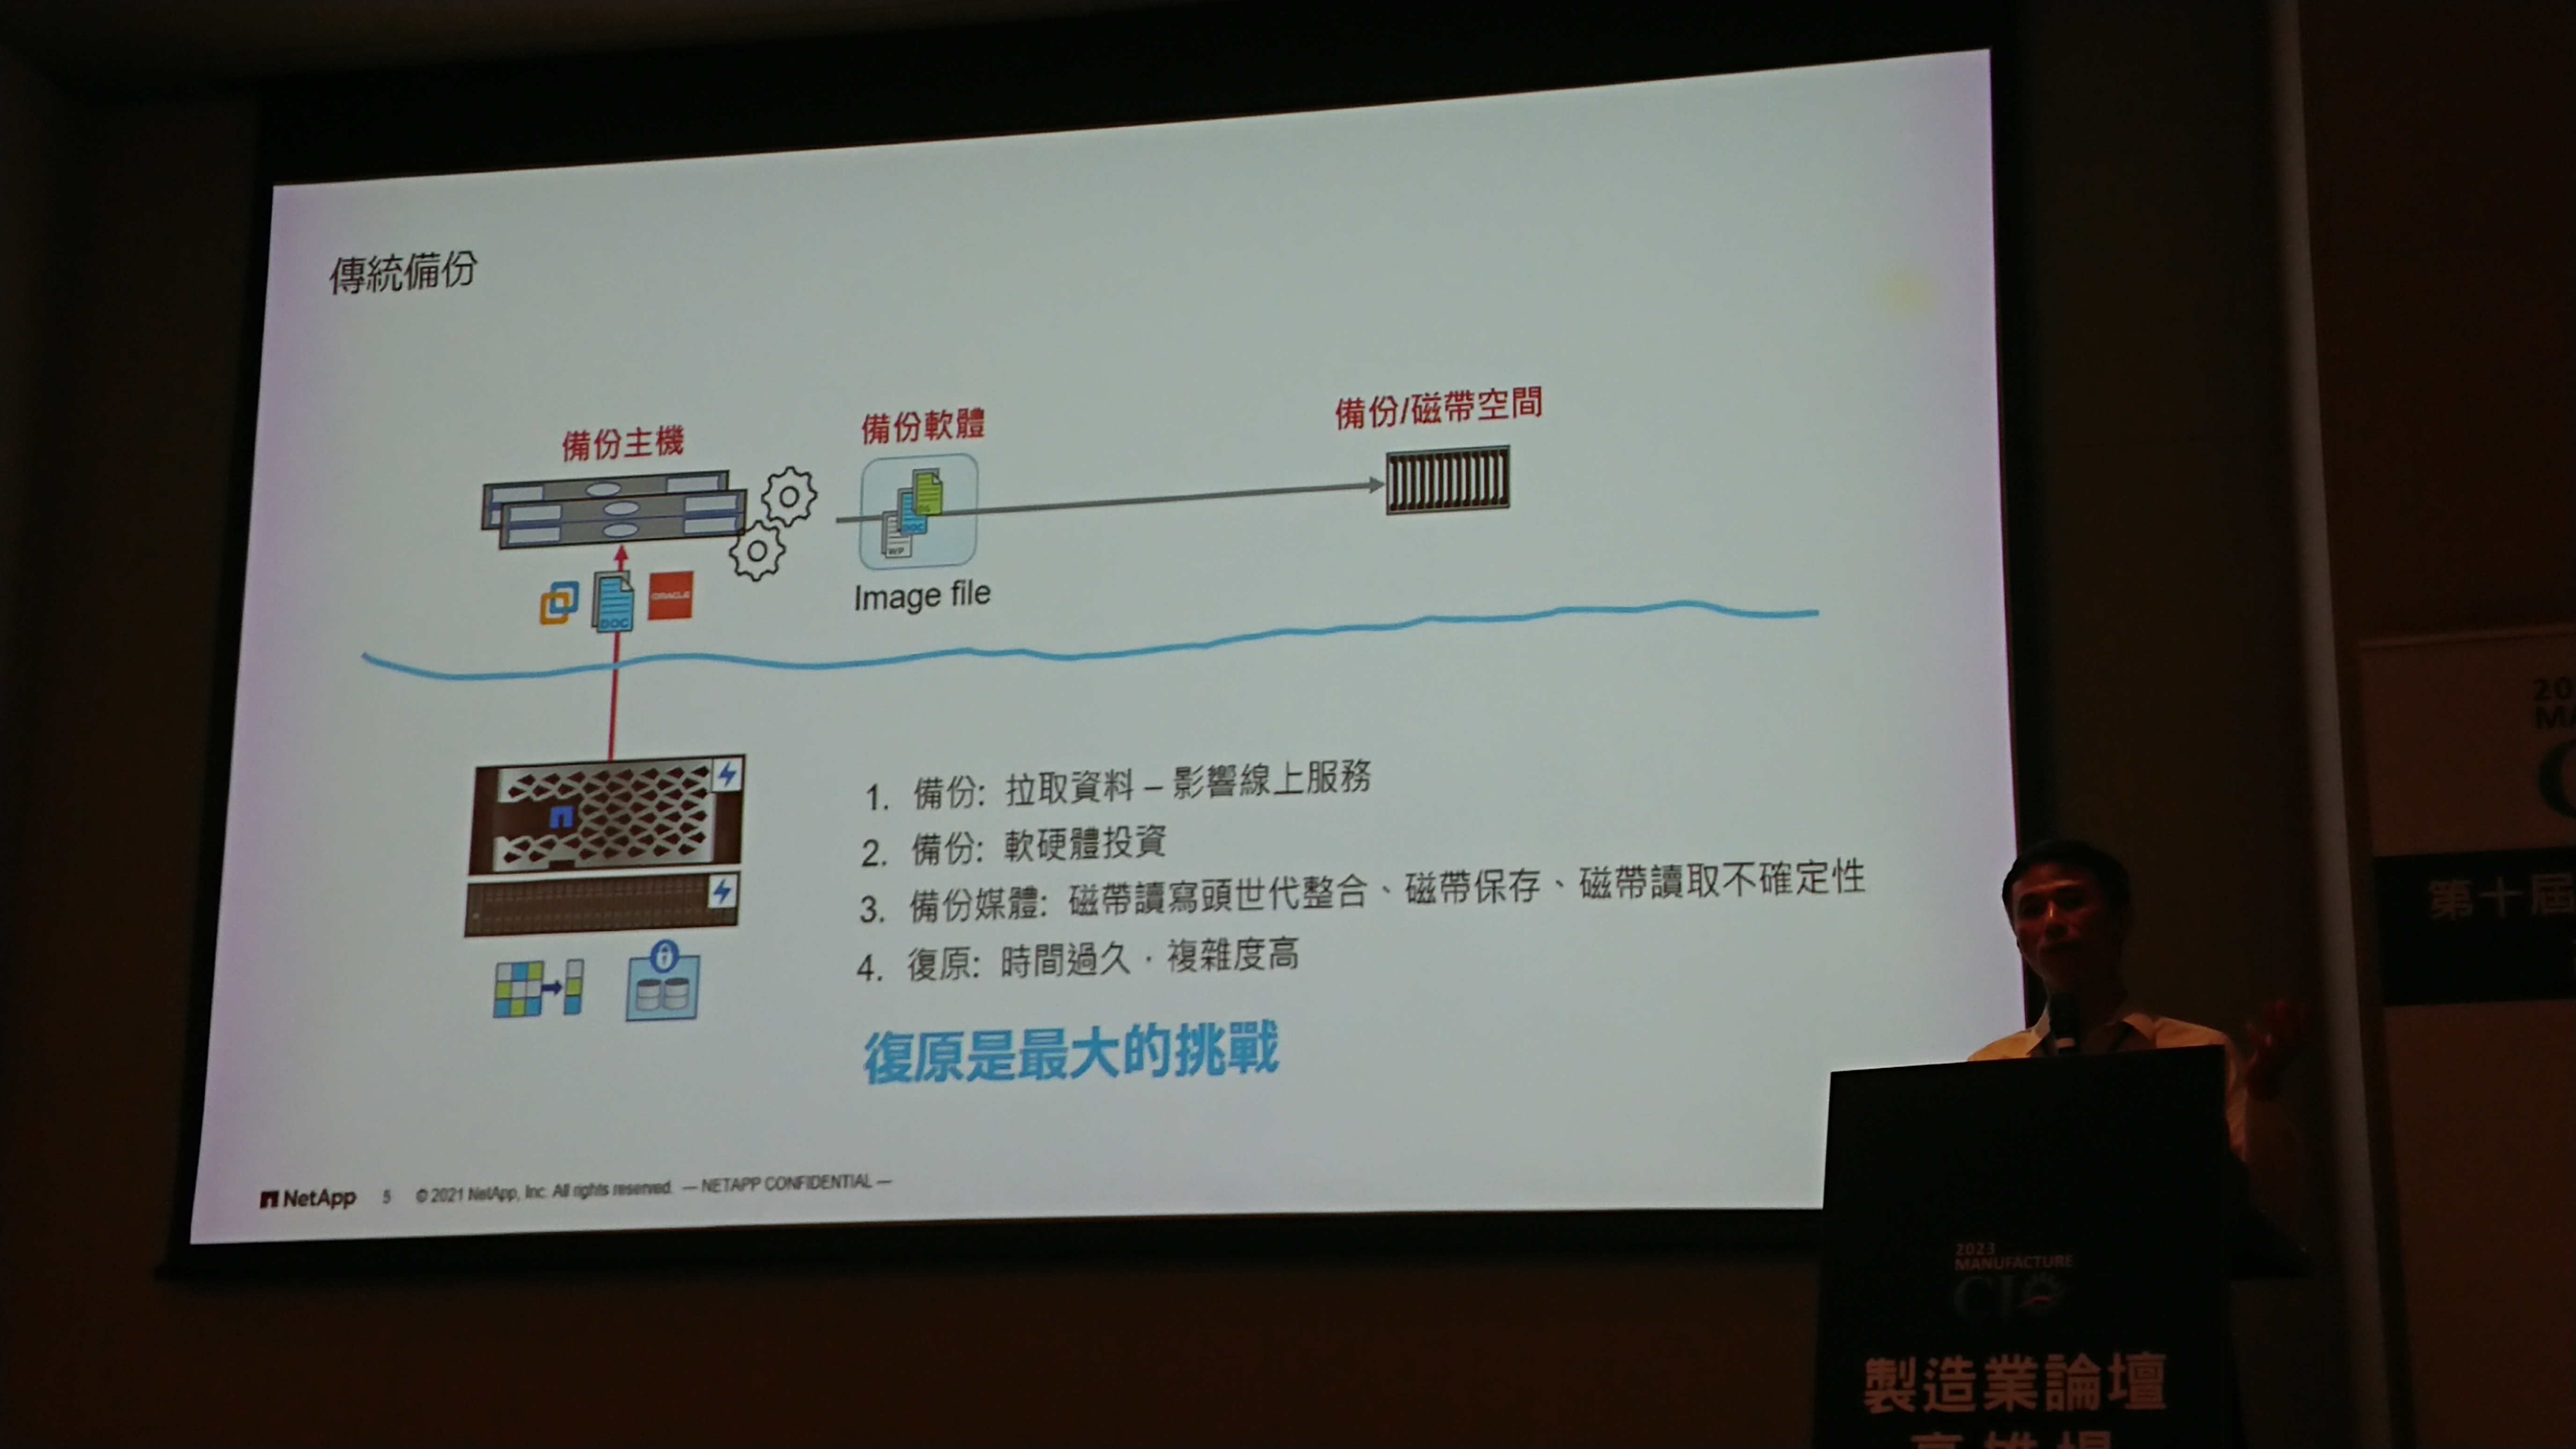 傳統備份
備份主機
備份軟體
備份/磁帶空間
WP
DOC
Image file
DOC
ORACLE
1. 備份: 拉取資料 – 影響線上服務
2. 備份: 軟硬體投資
3. 備份媒體: 磁帶讀寫頭世代整合、磁帶保存、磁帶讀取不確定性
4. 復原: 時間過久，複雜度高
復原是最大的挑戰
NetApp 5 © 2021 NetApp, Inc. All rights reserved. — NETAPP CONFIDENTIAL —
第十屆
2023
MANUFACTURE
CIO
製造業論壇
高雄場